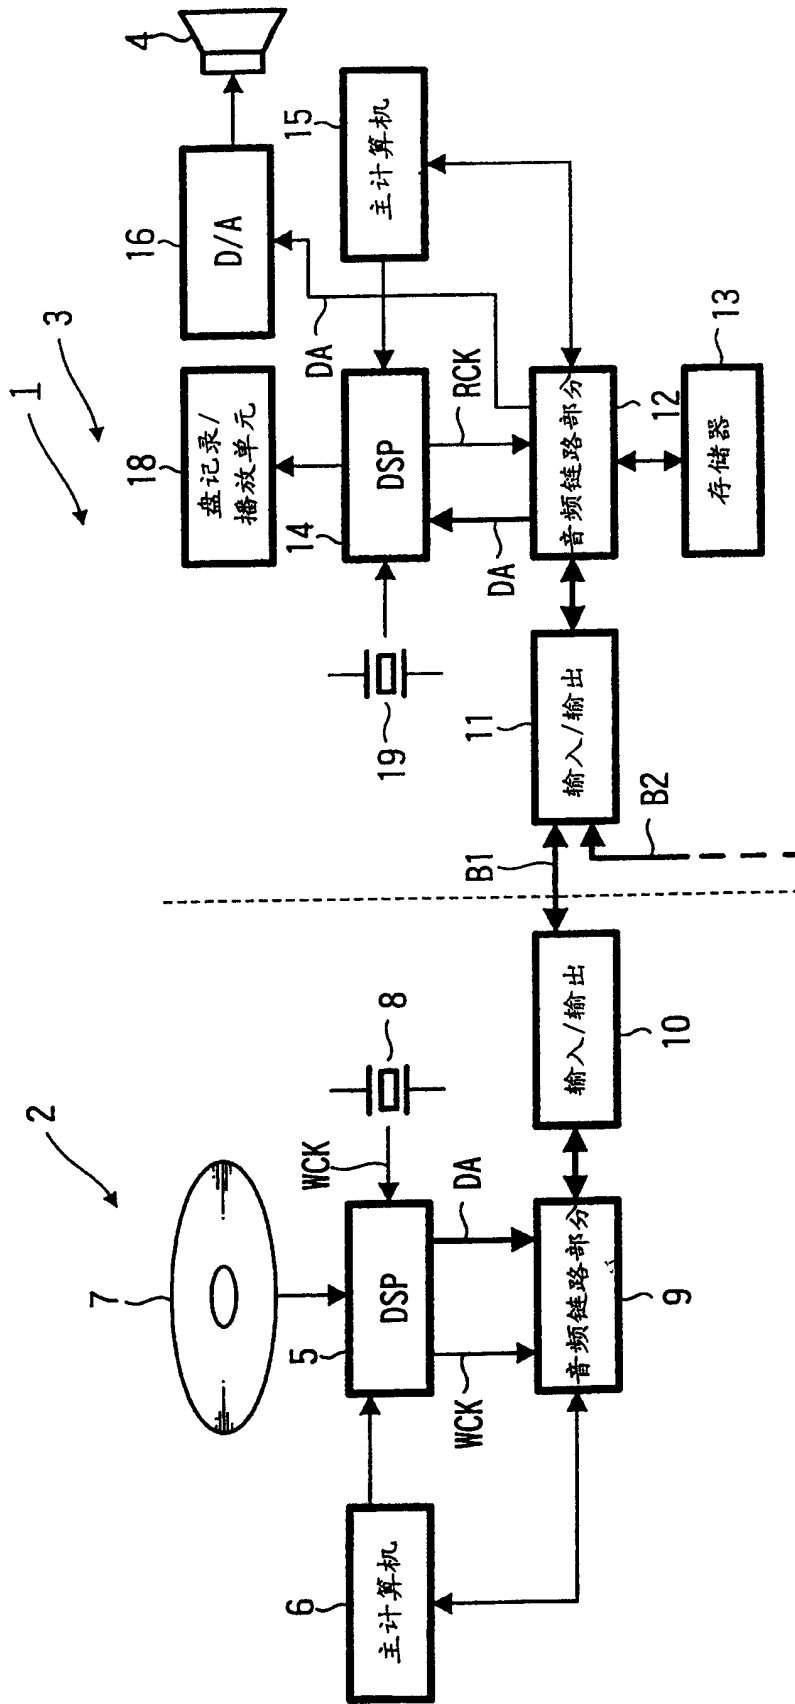 1
2
3
7
5
DSP
WCK
8
6
主计算机
WCK
DA
9
音频链路部分
10
输入/输出
B1
B2
11
输入/输出
18
盘记录/
播放单元
16
D/A
4
DA
15
主计算机
14
DSP
19
DA
RCK
12
音频链路部分
13
存储器